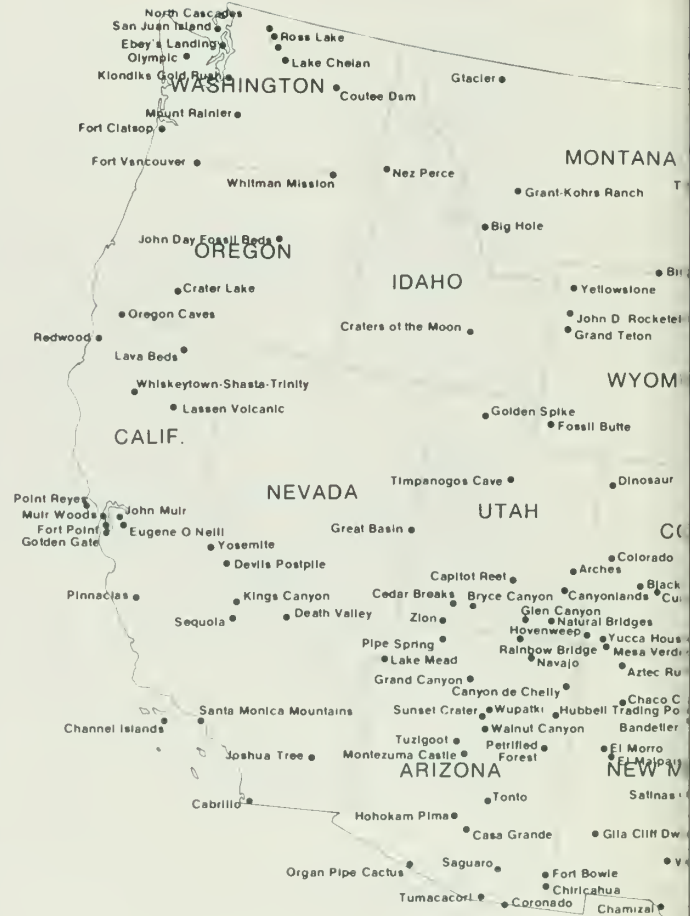 North Cascades
San Juan Island
Ross Lake
Ebey's Landing
Olympic
Lake Chelan
Klondiks Gold Rush
WASHINGTON
Glacier
Coutee Dsm
Mount Rainier
Fort Clatsop
Fort Vancouver
MONTANA
Whitman Mission
Nez Perce
Grant-Kohrs Ranch
Big Hole
John Day Fossil Beds
OREGON
IDAHO
Crater Lake
Yellowstone
Oregon Caves
John D. Rockefel
Craters of the Moon
Grand Teton
Redwood
Lava Beds
WYOM
Whiskeytown-Shasta-Trinity
Lassen Volcanic
Golden Spike
Fossil Butte
CALIF.
Timpanogos Cave
Dinosaur
NEVADA
Point Reyes
Muir Woods
John Muir
UTAH
Fort Point
Eugene O Neill
Great Basin
Golden Gate
Yosemite
Colorado
Devils Postpile
Arches
Capitol Reef
Black
Pinnacles
Kings Canyon
Cedar Breaks
Bryce Canyon
Canyonlands
Sequoia
Death Valley
Glen Canyon
Zion
Natural Bridges
Hovenweep
Yucca Hous
Pipe Spring
Rainbow Bridge
Mesa Verd
Lake Mead
Navajo
Aztec Ru
Grand Canyon
Canyon de Chelly
Chaco C
Santa Monica Mountains
Sunset Crater
Wupatki
Hubbell Trading Po
Channel Islands
Walnut Canyon
Bandelier
Tuzigoot
Petrified
Forest
El Morro
Joshua Tree
Montezuma Castle
El Malpais
ARIZONA
NEW M
Cabrillo
Tonto
Salinas
Hohokam Pima
Casa Grande
Gila Cliff Dw
Organ Pipe Cactus
Saguaro
Fort Bowie
Chiricahua
Tumacacori
Coronado
Chamizal